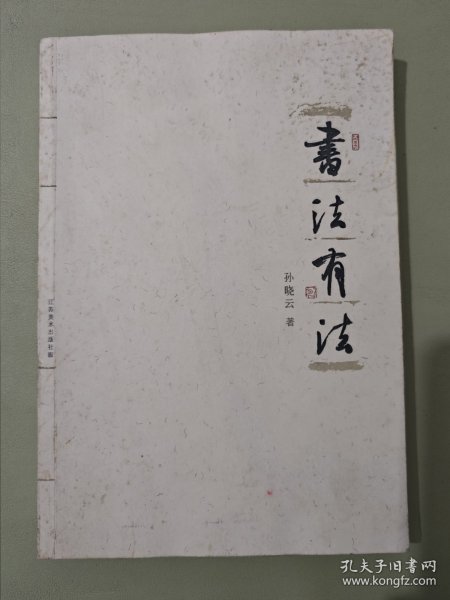 書法有法
孙晓云 著
江苏美术出版社版
孔夫子旧书网
www.kongfz.com